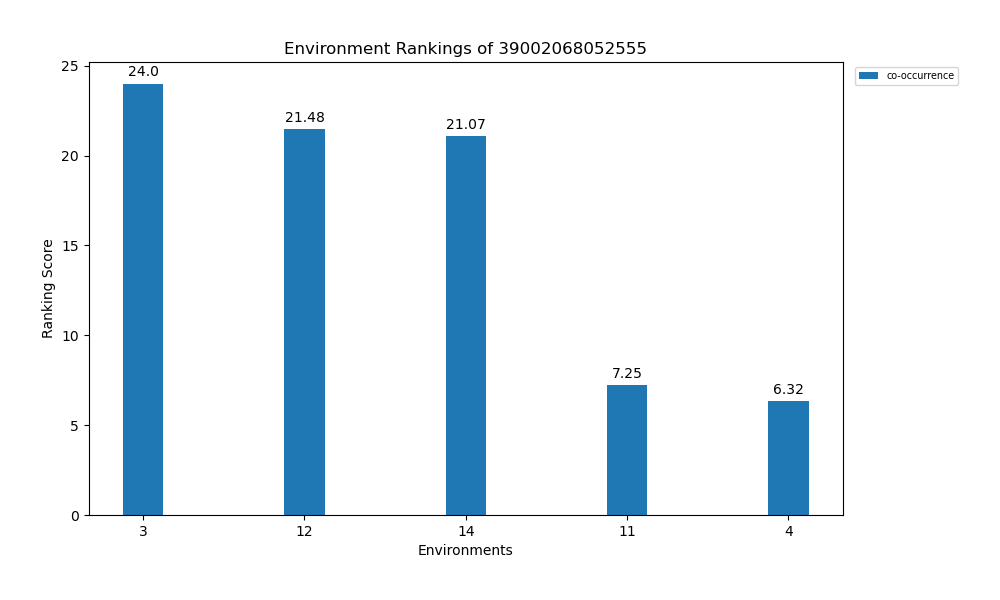 Environment Rankings of 39002068052555
co-occurrence
Ranking Score
25
20
15
10
5
0
24.0
21.48
21.07
7.25
6.32
3 12 14 11 4
Environments